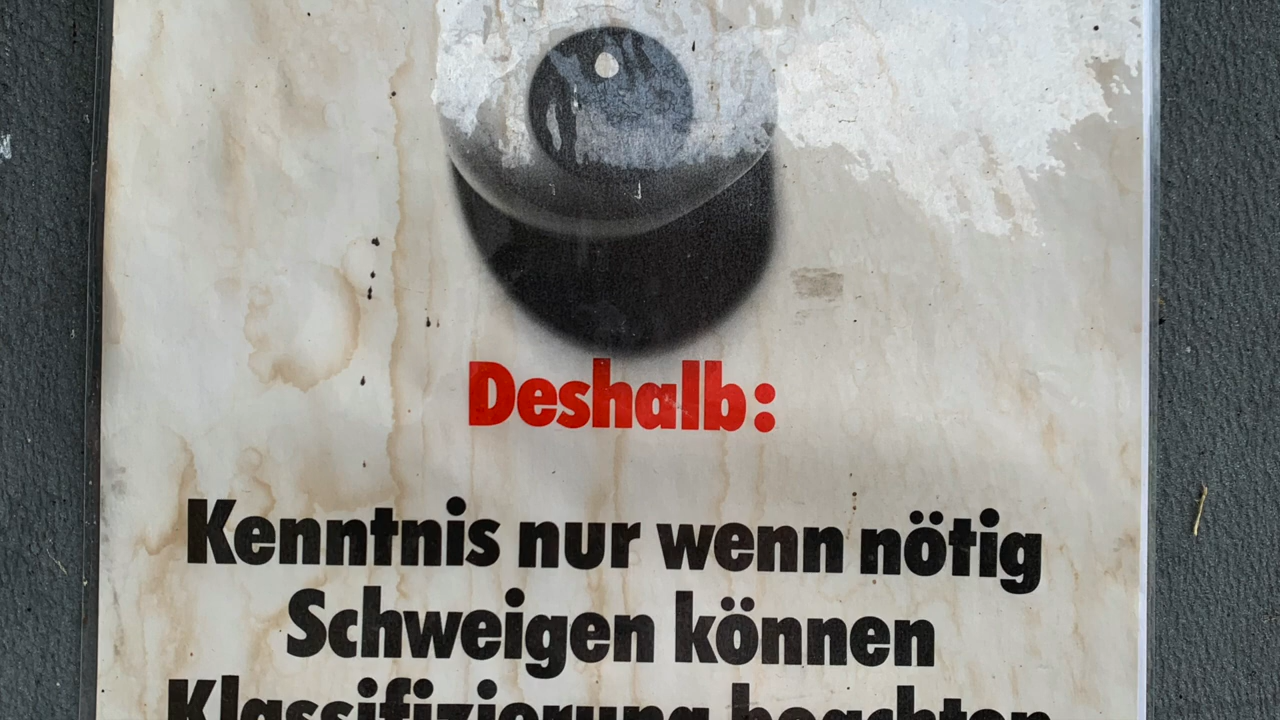 Deshalb:
Kenntnis nur wenn nötig
Schweigen können
Klassifizierung beachten